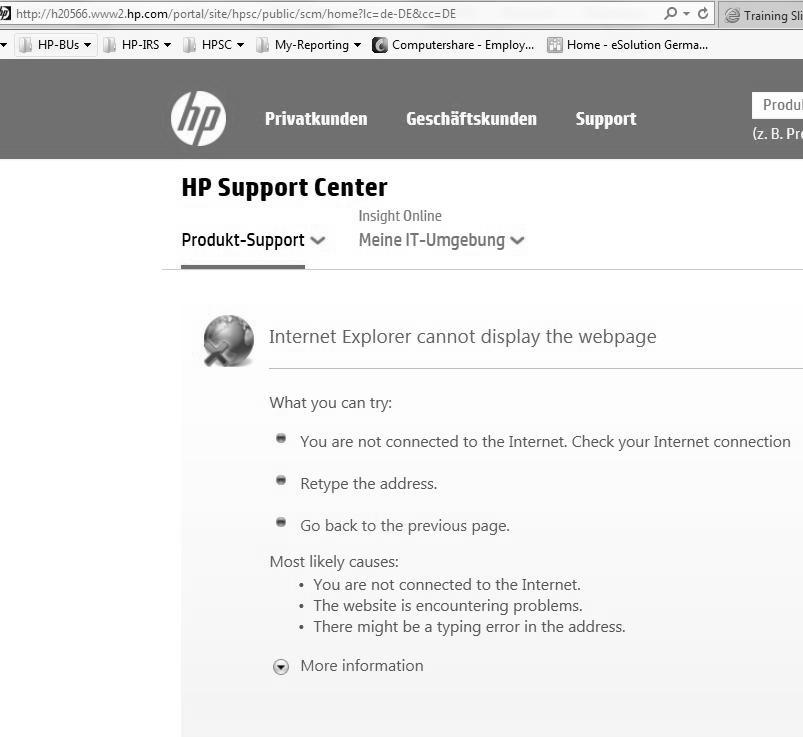 http://h20566.www2.hp.com/portal/site/hpsc/public/scm/home?lc=de-DE&cc=DE
Training Sli
HP-BUs HP-IRS HPSC My-Reporting Computershare - Employ... Home - eSolution Germa...
hp Privatkunden Geschäftskunden Support
Produ
(z. B. Pro
HP Support Center
Insight Online
Produkt-Support Meine IT-Umgebung
Internet Explorer cannot display the webpage
What you can try:
You are not connected to the Internet. Check your Internet connection
Retype the address.
Go back to the previous page.
Most likely causes:
• You are not connected to the Internet.
• The website is encountering problems.
• There might be a typing error in the address.
More information